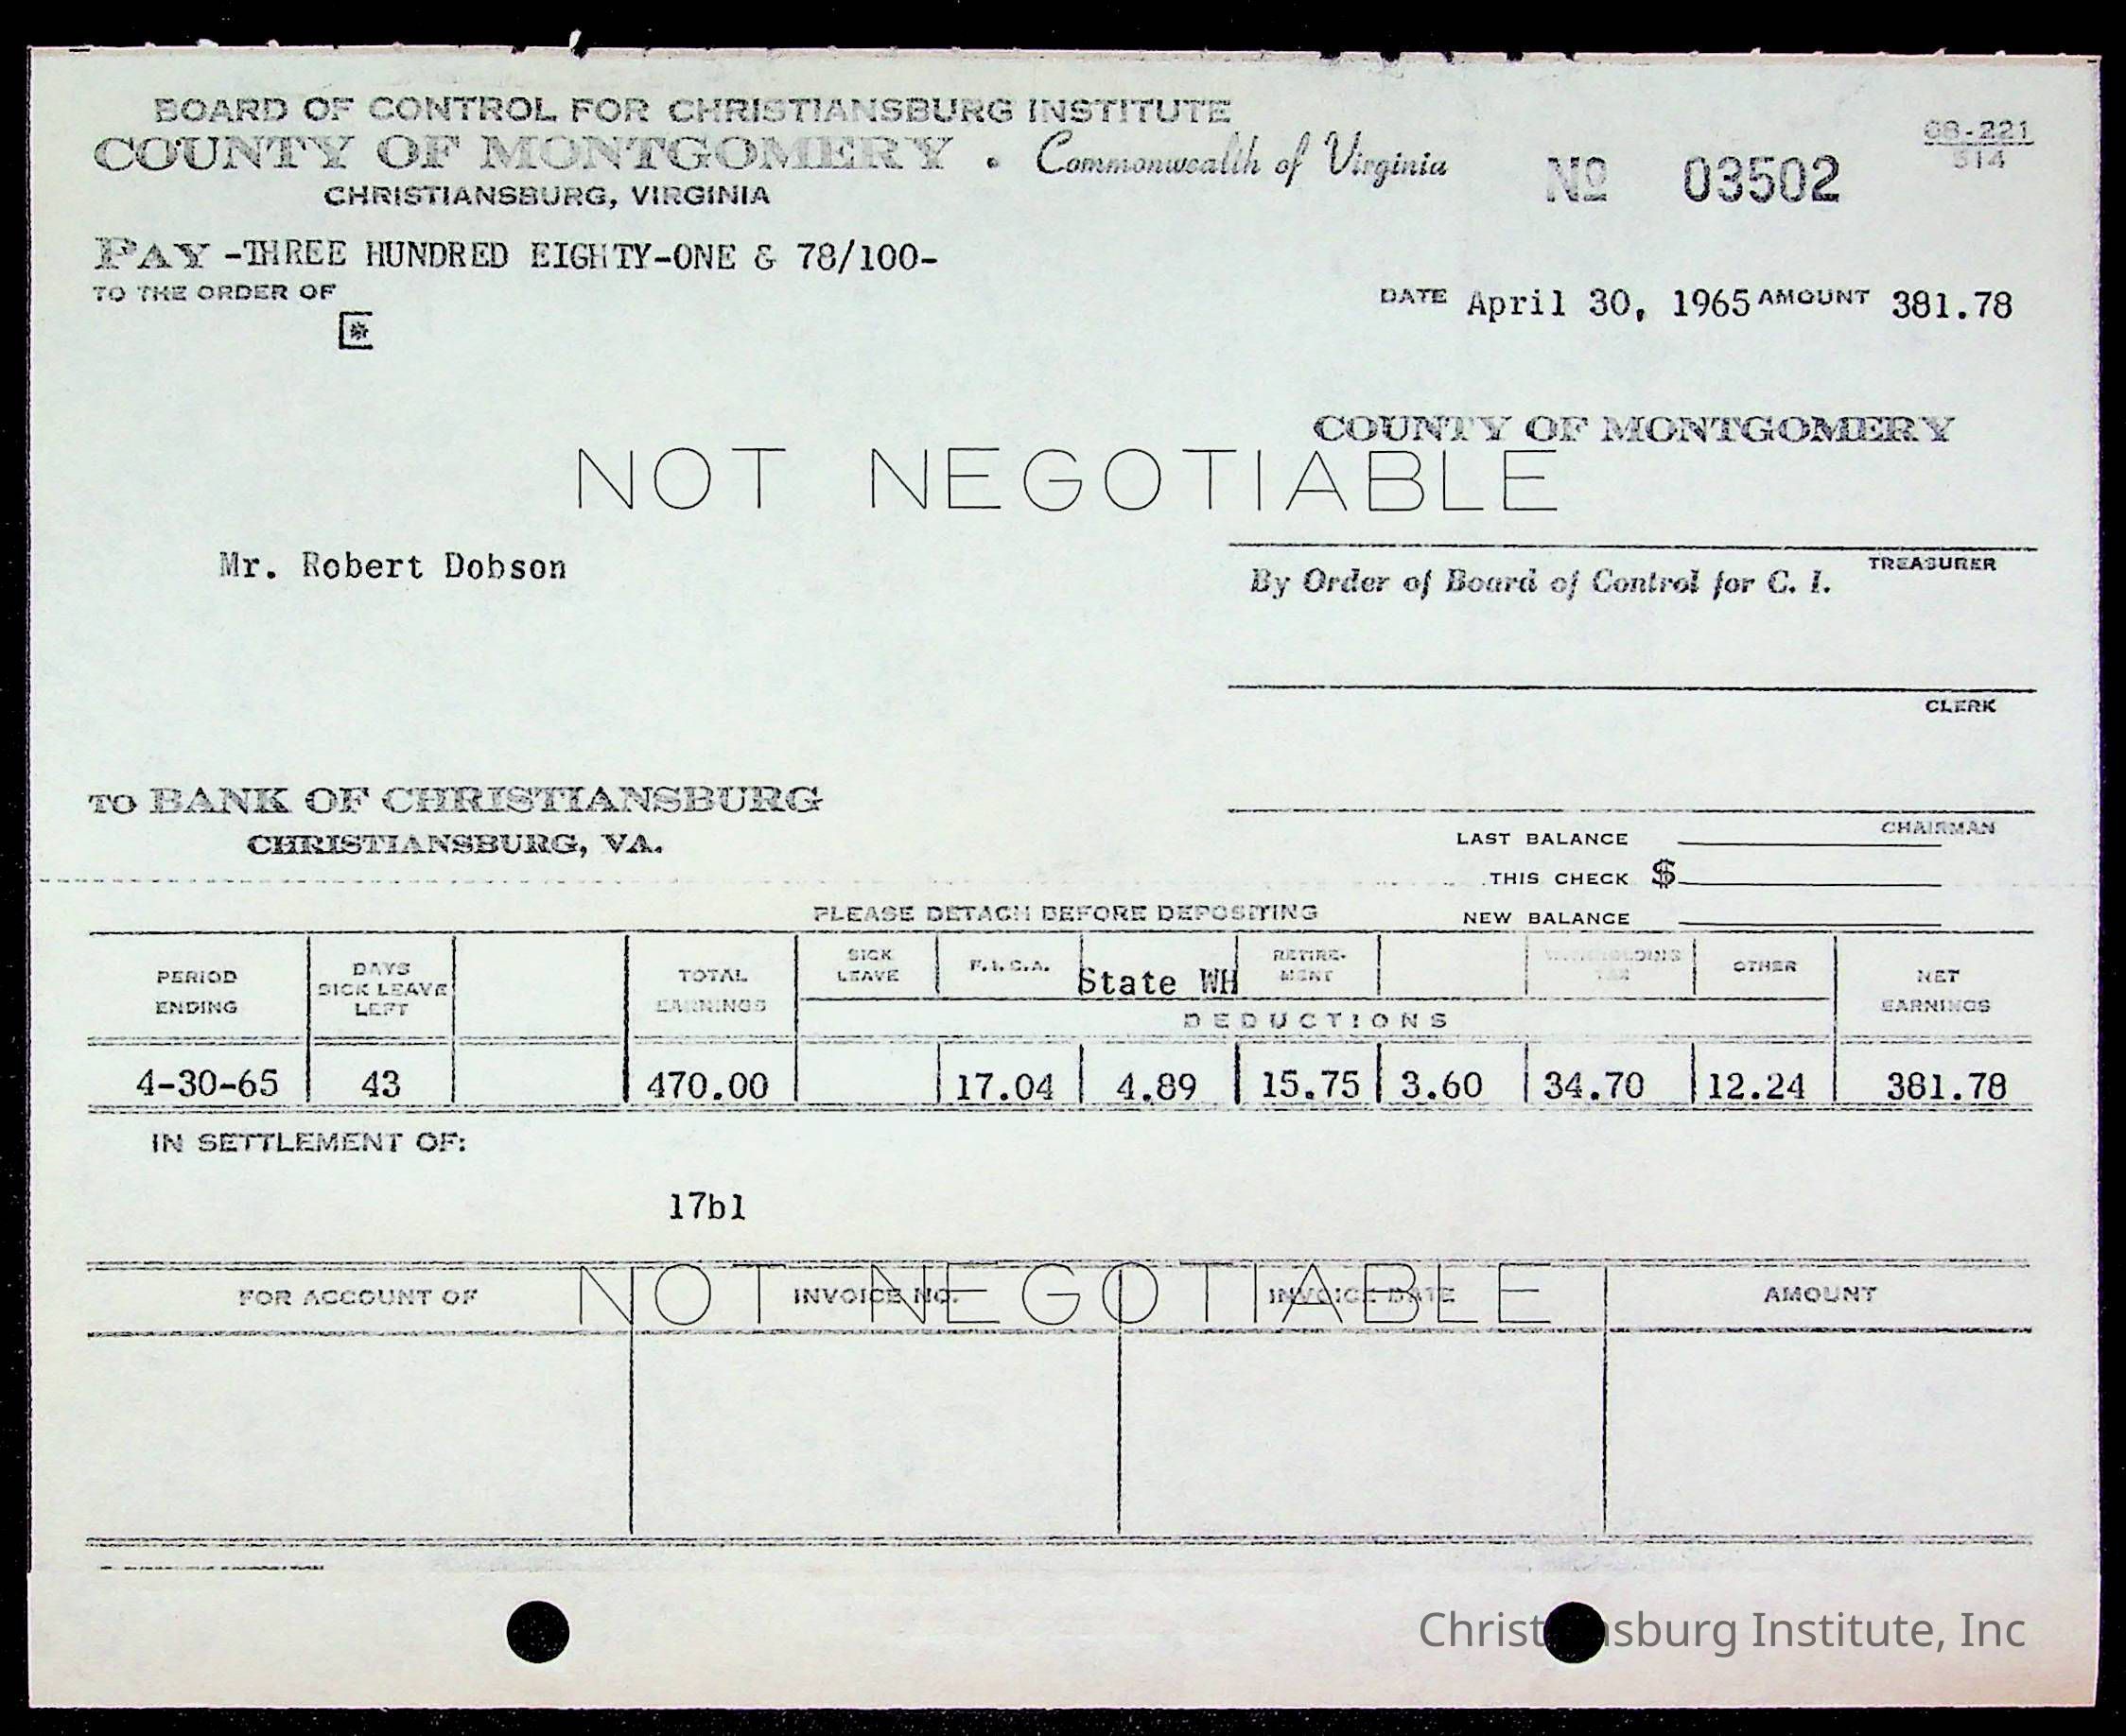 BOARD OF CONTROL FOR CHRISTIANSBURG INSTITUTE
COUNTY OF MONTGOMERY • Commonwealth of Virginia
CHRISTIANSBURG, VIRGINIA
No 03502
68-221
514
PAY -THREE HUNDRED EIGHTY-ONE & 78/100-
TO THE ORDER OF
DATE April 30, 1965 AMOUNT 381.78
*
COUNTY OF MONTGOMERY
NOT NEGOTIABLE
Mr. Robert Dobson
TREASURER
By Order of Board of Control for C. I.
CLERK
TO BANK OF CHRISTIANSBURG
CHRISTIANSBURG, VA.
CHAIRMAN
LAST BALANCE
THIS CHECK $
NEW BALANCE
PLEASE DETACH BEFORE DEPOSITING
PERIOD ENDING
DAYS SICK LEAVE LEFT
TOTAL EARNINGS
SICK LEAVE
F.I.C.A.
State WH
RETIRE-MENT
WITHHOLDING TAX
OTHER
NET EARNINGS
DEDUCTIONS
4-30-65 43 470.00 17.04 4.89 15.75 3.60 34.70 12.24 381.78
IN SETTLEMENT OF:
17b1
NOT NEGOTIABLE
FOR ACCOUNT OF INVOICE NO. INVOICE DATE AMOUNT
Christiansburg Institute, Inc